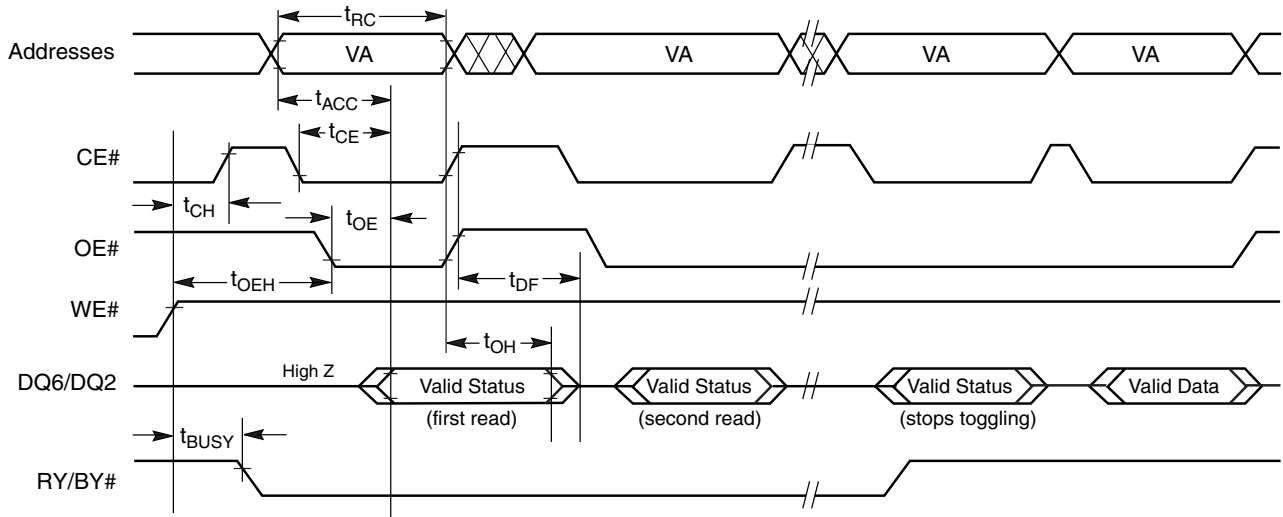 tRC
Addresses VA VA VA VA
tACC
tCE
CE#
tCH tOE
OE#
tOEH tDF
WE#
tOH
High Z
DQ6/DQ2 Valid Status Valid Status Valid Status Valid Data
(first read) (second read) (stops toggling)
tBUSY
RY/BY#